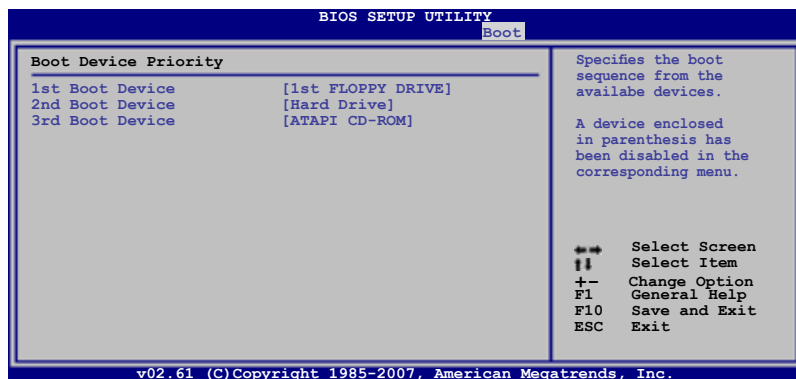 BIOS SETUP UTILITY
Boot
Boot Device Priority
1st Boot Device [1st FLOPPY DRIVE]
2nd Boot Device [Hard Drive]
3rd Boot Device [ATAPI CD-ROM]
Specifies the boot
sequence from the
availabe devices.
A device enclosed
in parenthesis has
been disabled in the
corresponding menu.
←→ Select Screen
↑↓ Select Item
+- Change Option
F1 General Help
F10 Save and Exit
ESC Exit
v02.61 (C)Copyright 1985-2007, American Megatrends, Inc.